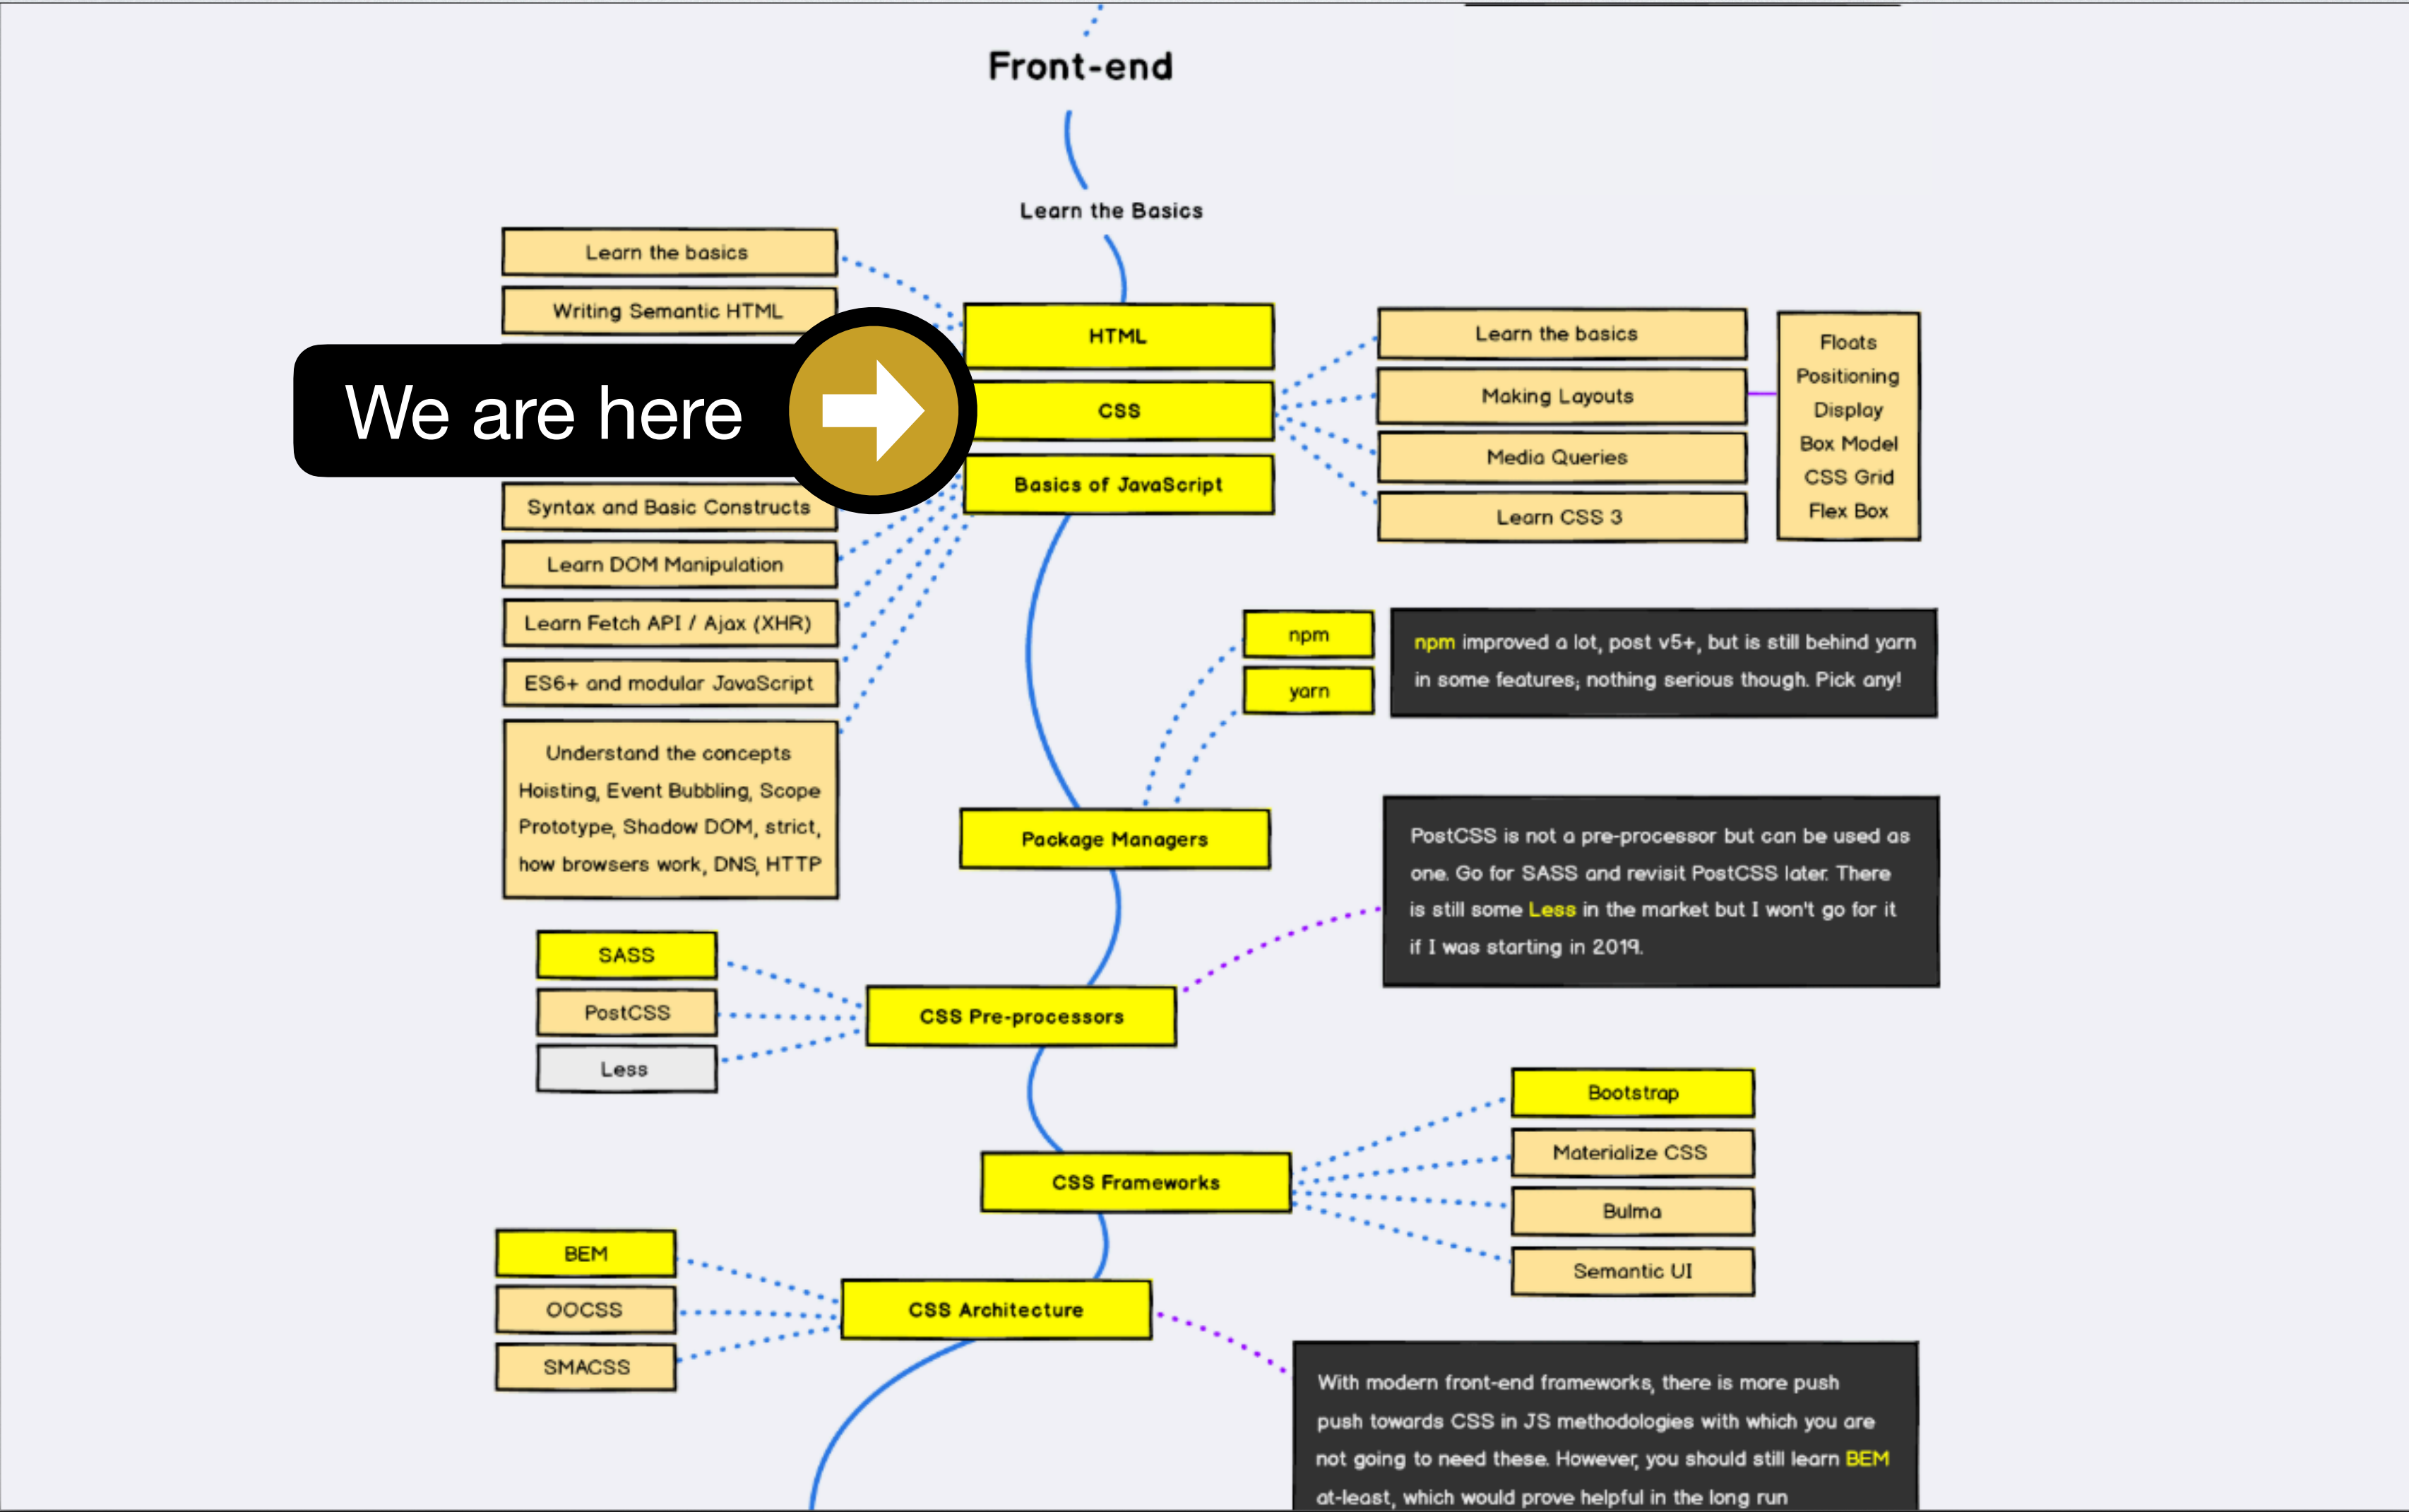 Front-end
Learn the Basics
Learn the basics
Writing Semantic HTML
We are here
Syntax and Basic Constructs
Learn DOM Manipulation
Learn Fetch API / Ajax (XHR)
ES6+ and modular JavaScript
Understand the concepts
Hoisting, Event Bubbling, Scope
Prototype, Shadow DOM, strict,
how browsers work, DNS, HTTP
HTML
CSS
Basics of JavaScript
Learn the basics
Making Layouts
Media Queries
Learn CSS 3
Floats
Positioning
Display
Box Model
CSS Grid
Flex Box
npm
yarn
npm improved a lot, post v5+, but is still behind yarn
in some features; nothing serious though. Pick any!
Package Managers
PostCSS is not a pre-processor but can be used as
one. Go for SASS and revisit PostCSS later. There
is still some Less in the market but I won't go for it
if I was starting in 2019.
SASS
PostCSS
Less
CSS Pre-processors
Bootstrap
Materialize CSS
Bulma
Semantic UI
CSS Frameworks
BEM
OOCSS
SMACSS
CSS Architecture
With modern front-end frameworks, there is more push
push towards CSS in JS methodologies with which you are
not going to need these. However, you should still learn BEM
at-least, which would prove helpful in the long run